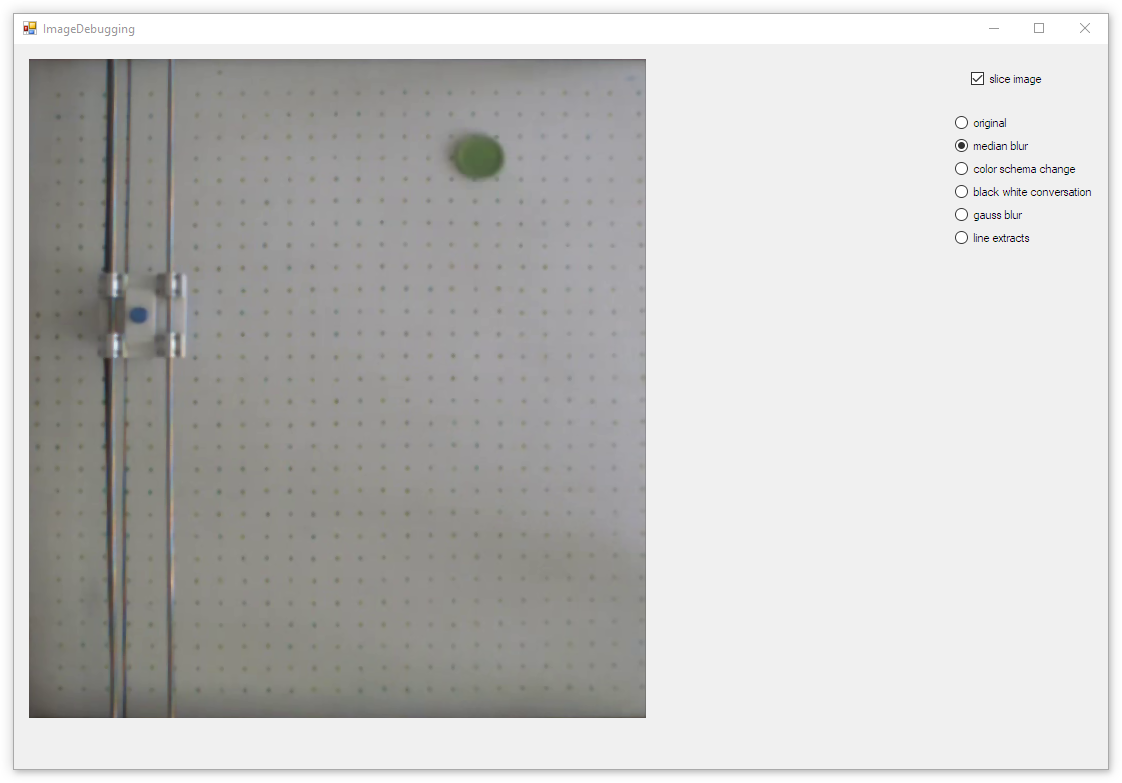 ImageDebugging
slice image
original
median blur
color schema change
black white conversation
gauss blur
line extracts